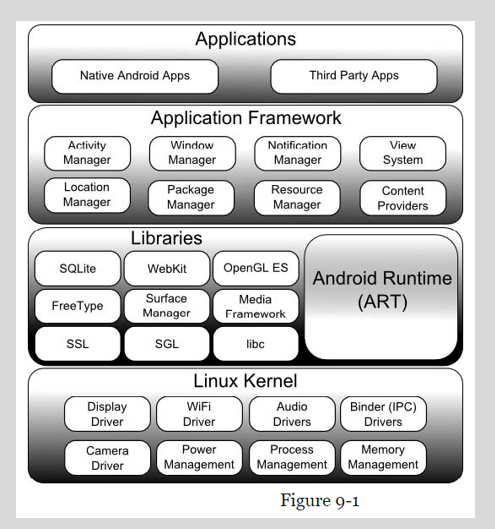 Applications
Native Android Apps Third Party Apps
Application Framework
Activity Manager Window Manager Notification Manager View System
Location Manager Package Manager Resource Manager Content Providers
Libraries
SQLite WebKit OpenGL ES
Android Runtime (ART)
FreeType Surface Manager Media Framework
SSL SGL libc
Linux Kernel
Display Driver WiFi Driver Audio Drivers Binder (IPC) Drivers
Camera Driver Power Management Process Management Memory Management
Figure 9-1